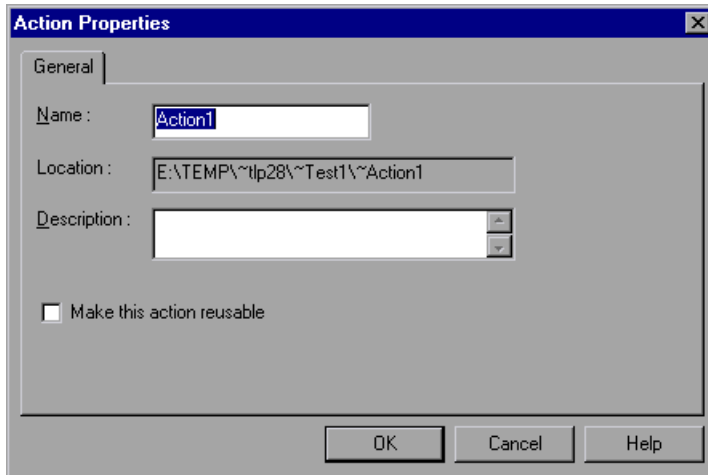 Action Properties
General
Name :
Action1
Location :
E:\TEMP\~tlp28\~Test1\~Action1
Description :
Make this action reusable
OK
Cancel
Help